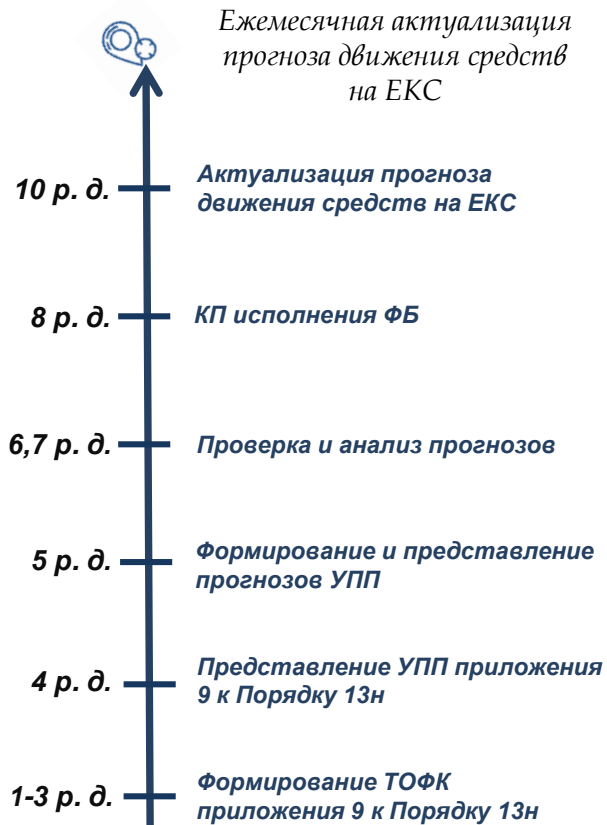 Ежемесячная актуализация
прогноза движения средств
на ЕКС
10 р. д.
Актуализация прогноза
движения средств на ЕКС
8 р. д.
КП исполнения ФБ
6,7 р. д.
Проверка и анализ прогнозов
5 р. д.
Формирование и представление
прогнозов УПП
4 р. д.
Представление УПП приложения
9 к Порядку 13н
1-3 р. д.
Формирование ТОФК
приложения 9 к Порядку 13н